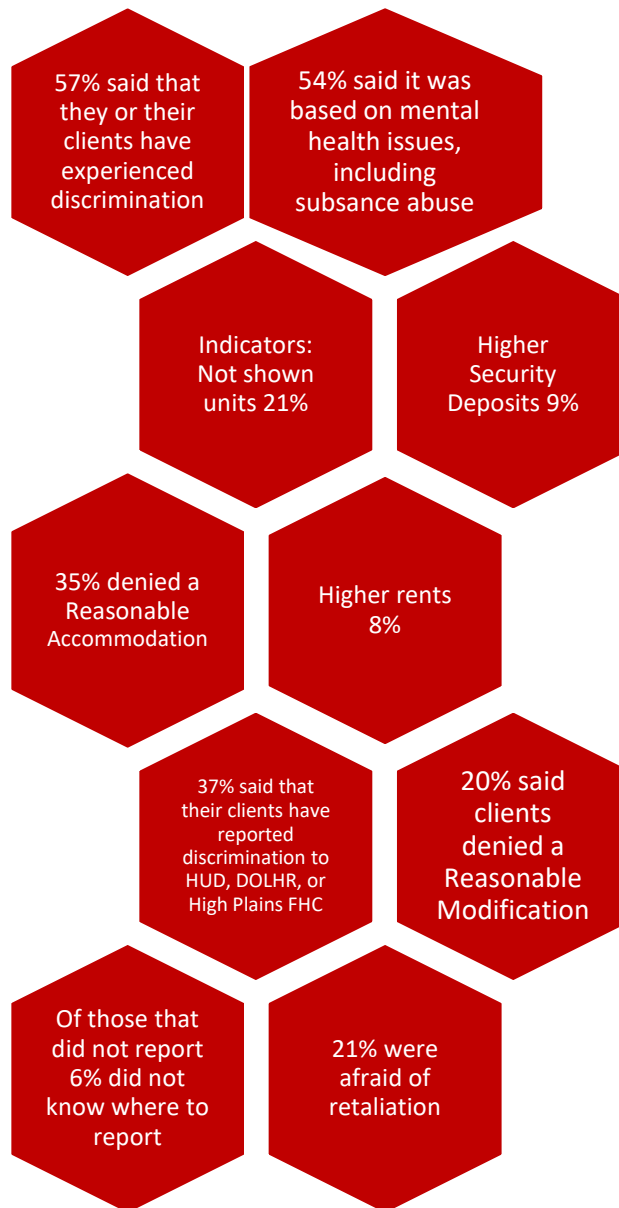 57% said that
they or their
clients have
experienced
discrimination
54% said it was
based on mental
health issues,
including
subsance abuse
Indicators:
Not shown
units 21%
Higher
Security
Deposits 9%
35% denied a
Reasonable
Accommodation
Higher rents
8%
37% said that
their clients have
reported
discrimination to
HUD, DOLHR, or
High Plains FHC
20% said
clients
denied a
Reasonable
Modification
Of those that
did not report
6% did not
know where to
report
21% were
afraid of
retaliation